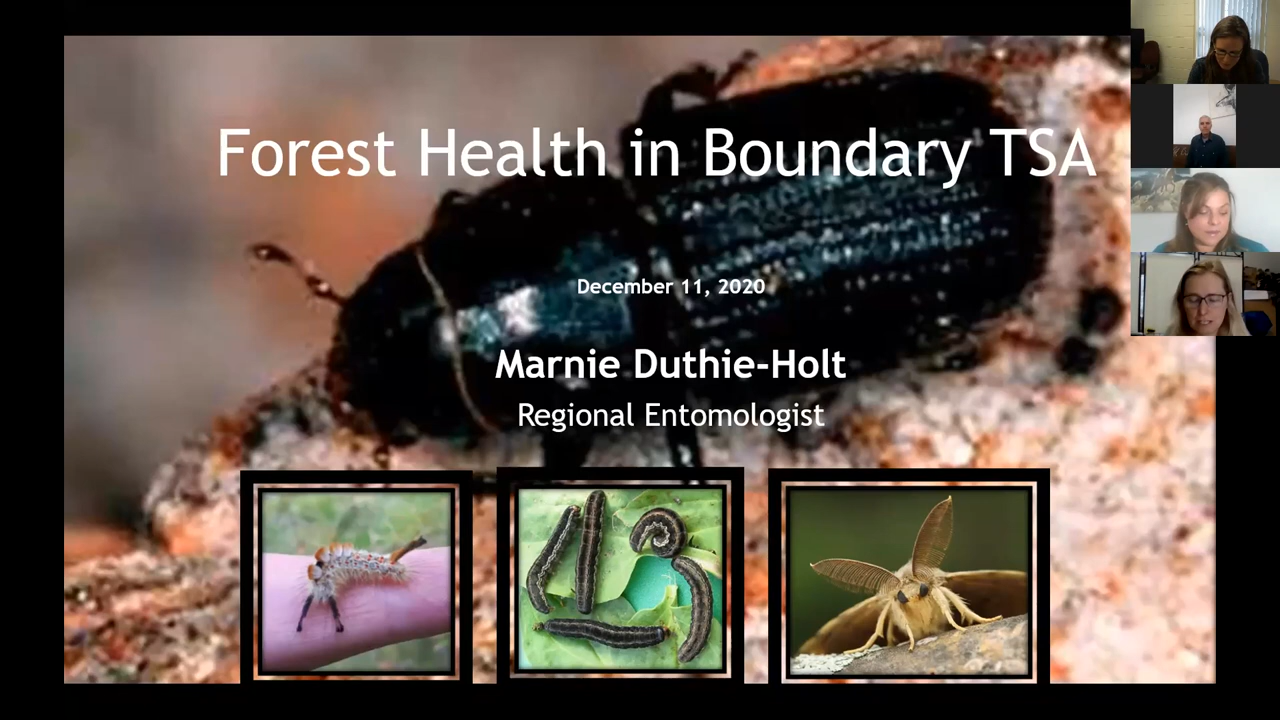 Forest Health in Boundary TSA
December 11, 2020
Marnie Duthie-Holt
Regional Entomologist